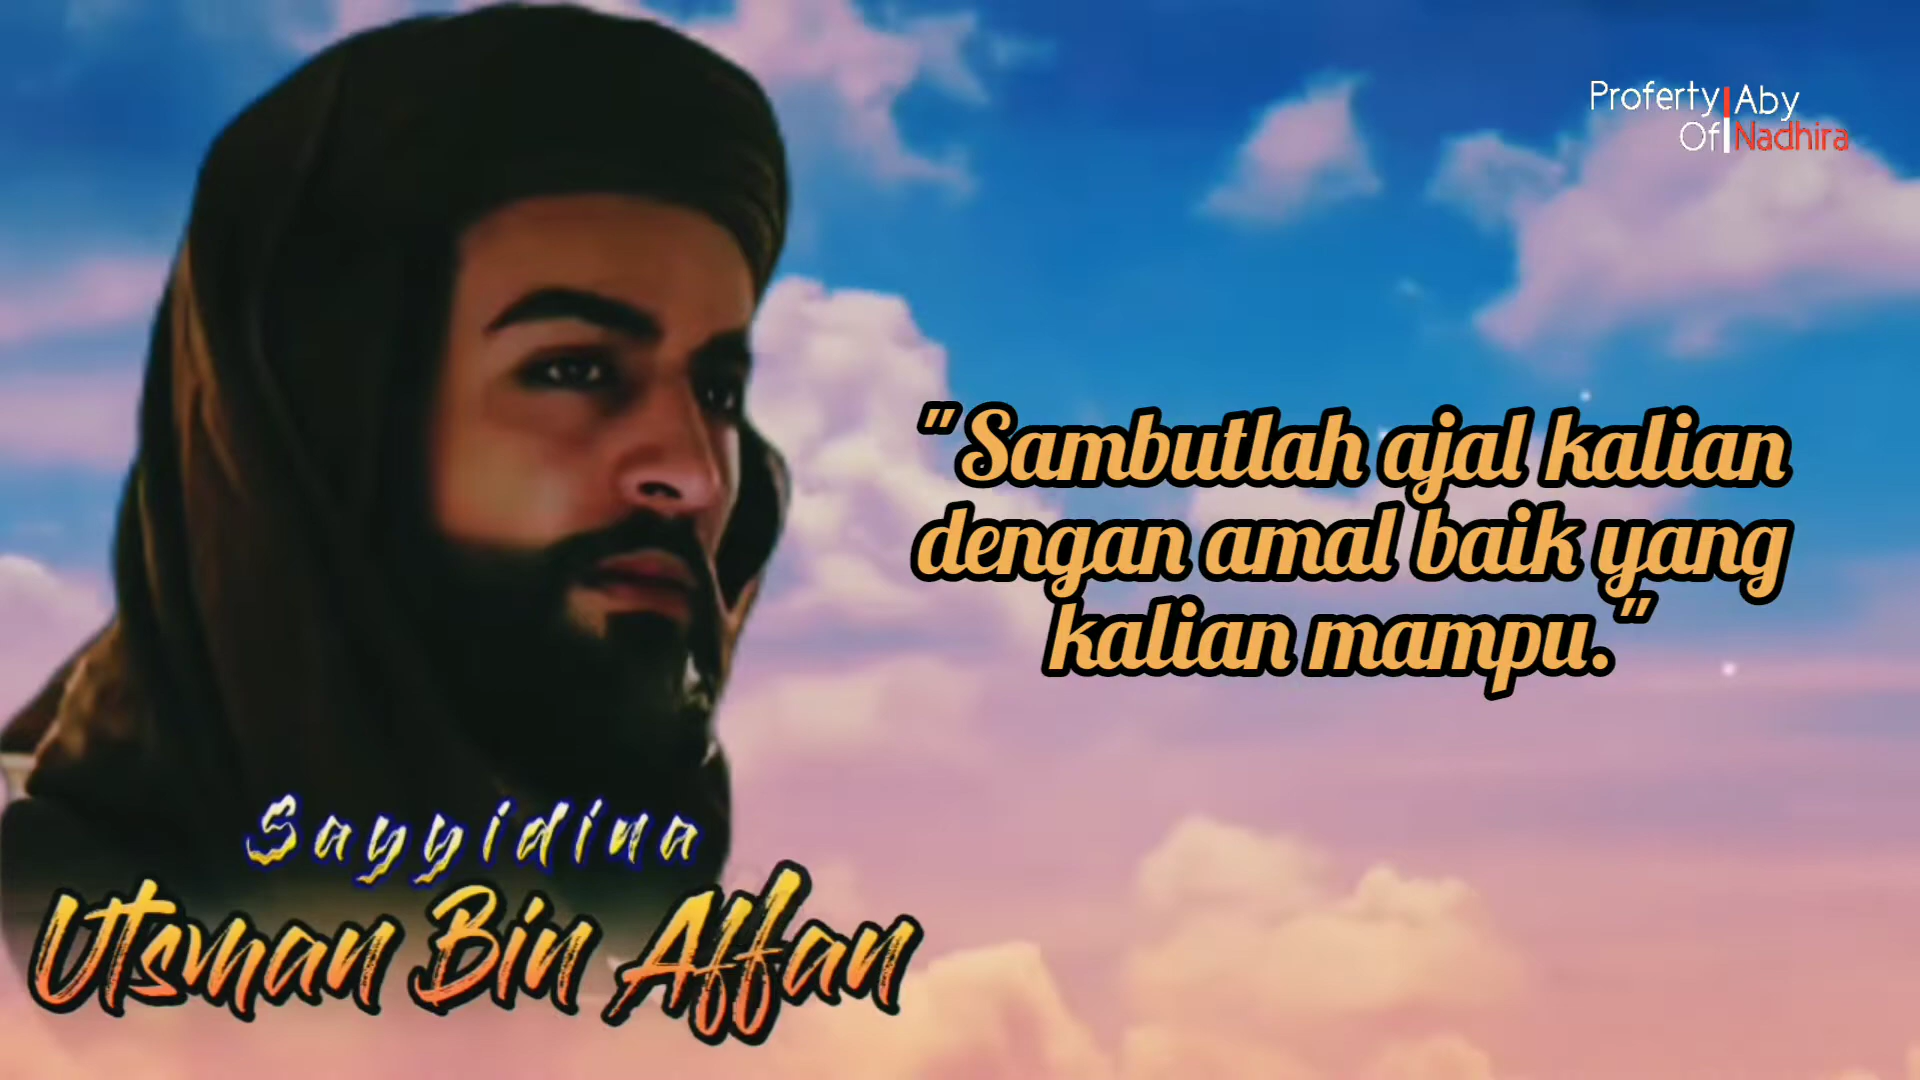 Proferty Aby
Of Nadhira
"Sambutlah ajal kalian
dengan amal baik yang
kalian mampu."
Sayyidina
Utsman Bin Affan